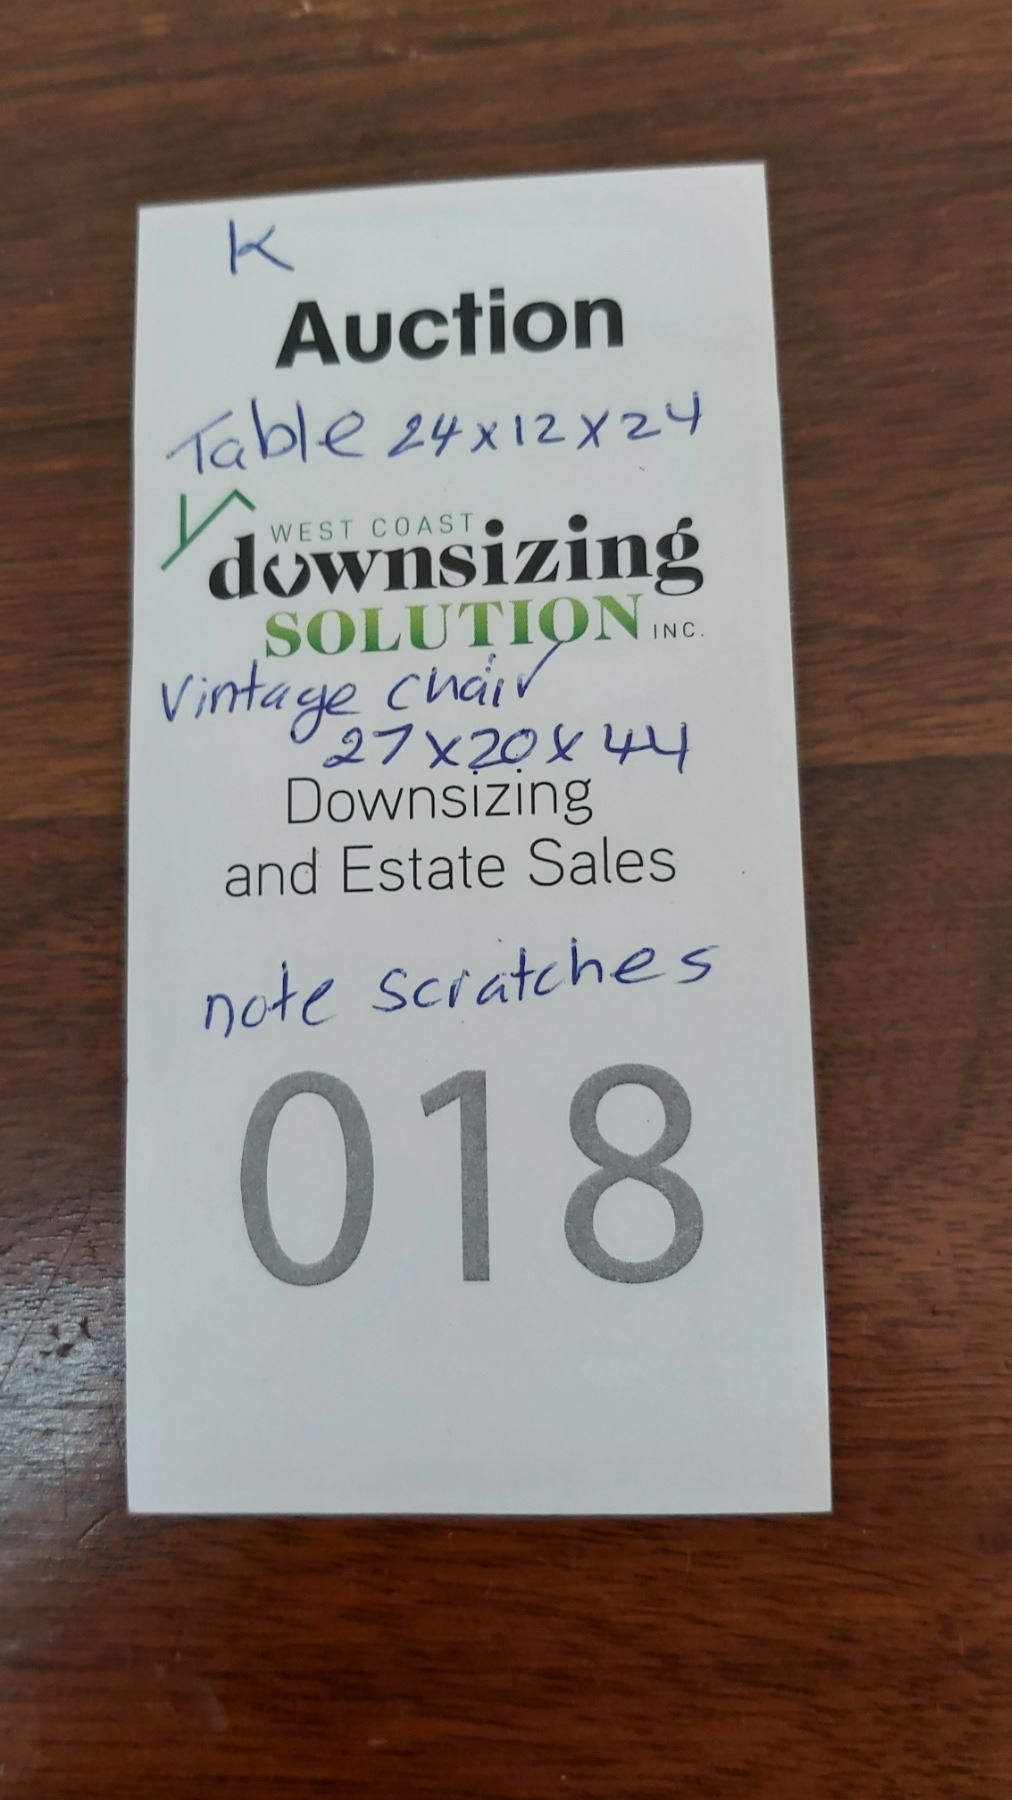 K
Auction
Table 24x12x24
WEST COAST
downsizing
SOLUTION INC.
Vintage chair
27x20x44
Downsizing
and Estate Sales
note scratches
018